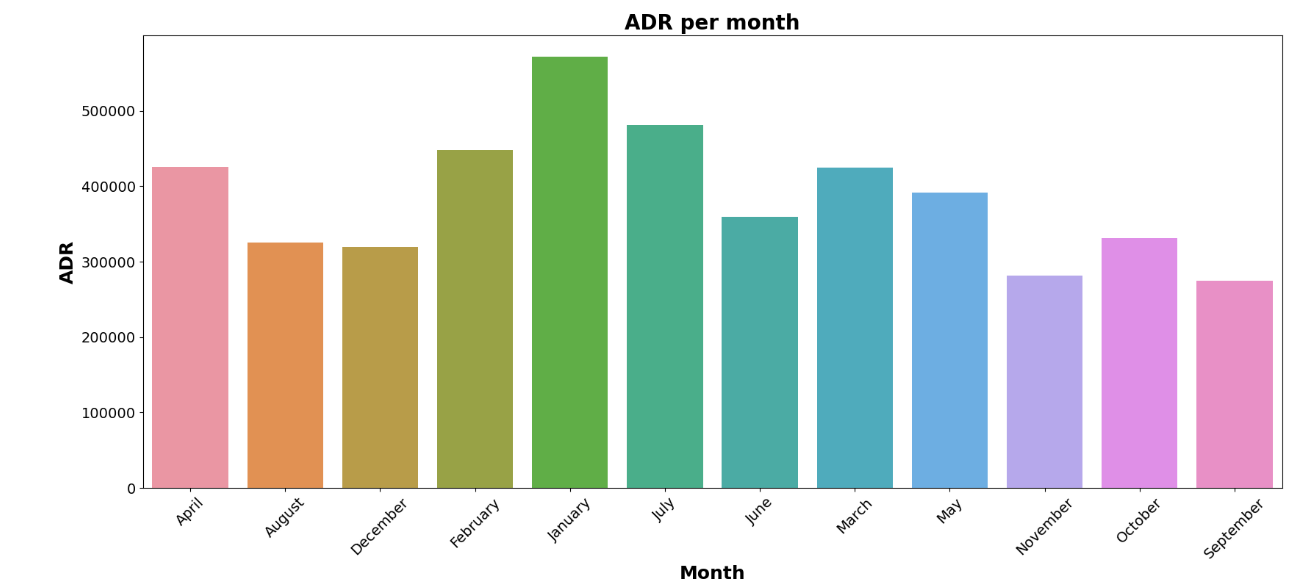 ADR per month
ADR
500000
400000
300000
200000
100000
0
April
August
December
February
January
July
June
March
May
November
October
September
Month